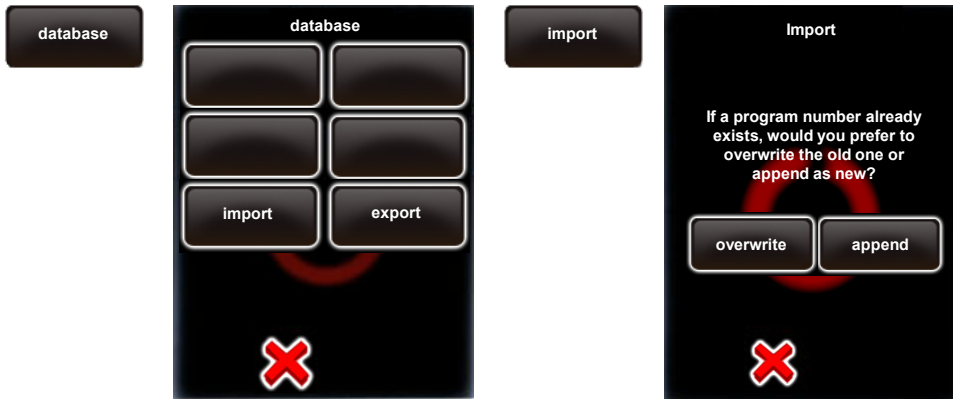 database
database
import
export
import
Import
If a program number already
exists, would you prefer to
overwrite the old one or
append as new?
overwrite
append